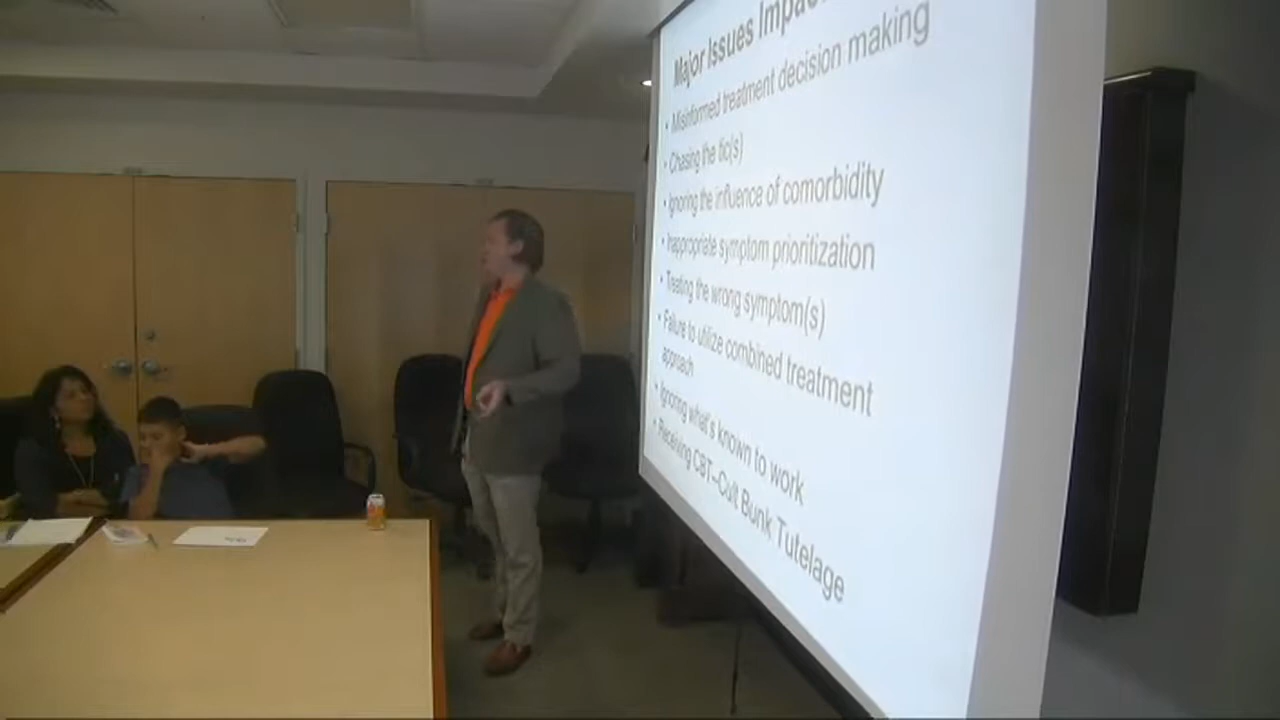 Major Issues Impac
• Misinformed treatment decision making
• Chasing the tic(s)
• Ignoring the influence of comorbidity
• Inappropriate symptom prioritization
• Treating the wrong symptom(s)
• Failure to utilize combined treatment
approach
• Ignoring what's known to work
• Receiving CBT–Cult Bunk Tutelage